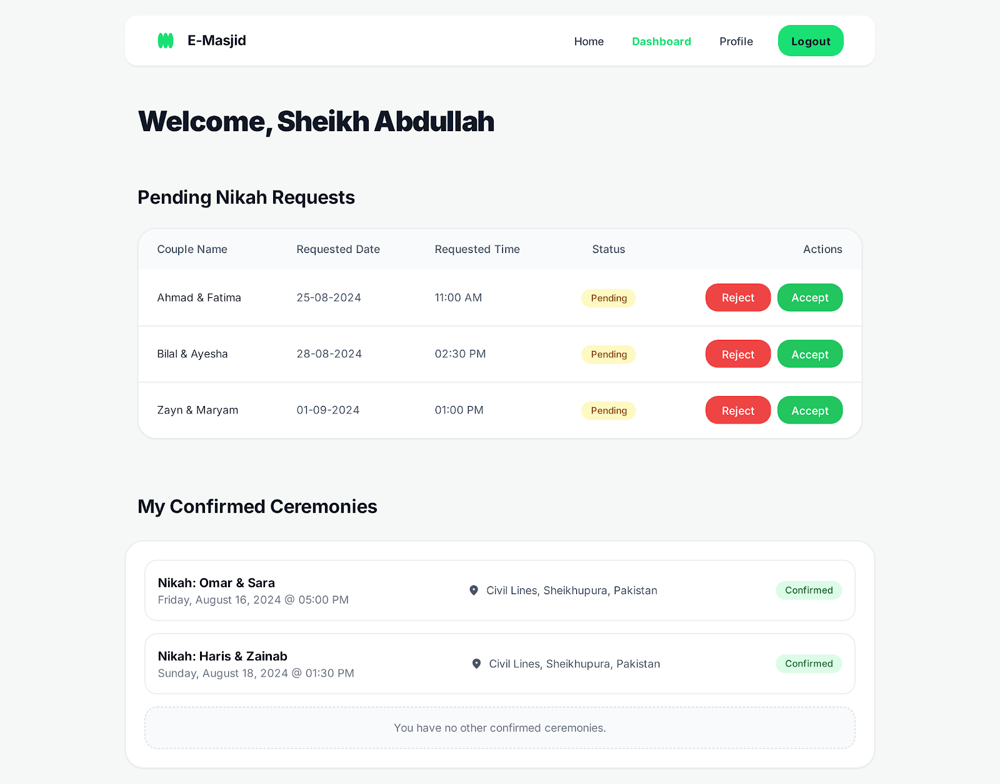 E-Masjid
Home Dashboard Profile Logout
Welcome, Sheikh Abdullah
Pending Nikah Requests
Couple Name Requested Date Requested Time Status Actions
Ahmad & Fatima 25-08-2024 11:00 AM Pending Reject Accept
Bilal & Ayesha 28-08-2024 02:30 PM Pending Reject Accept
Zayn & Maryam 01-09-2024 01:00 PM Pending Reject Accept
My Confirmed Ceremonies
Nikah: Omar & Sara
Friday, August 16, 2024 @ 05:00 PM
Civil Lines, Sheikhupura, Pakistan
Confirmed
Nikah: Haris & Zainab
Sunday, August 18, 2024 @ 01:30 PM
Civil Lines, Sheikhupura, Pakistan
Confirmed
You have no other confirmed ceremonies.